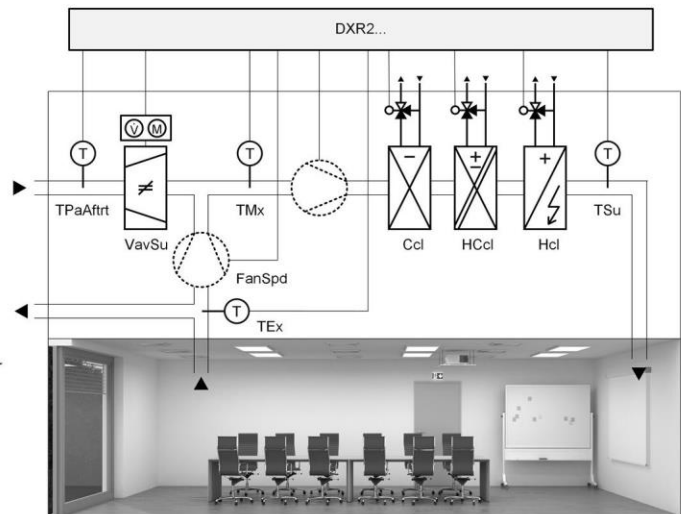 DXR2...
V̇ M
T
T
T
TPaAftrt
VavSu
TMx
Ccl
HCcl
Hcl
TSu
FanSpd
T
TEx